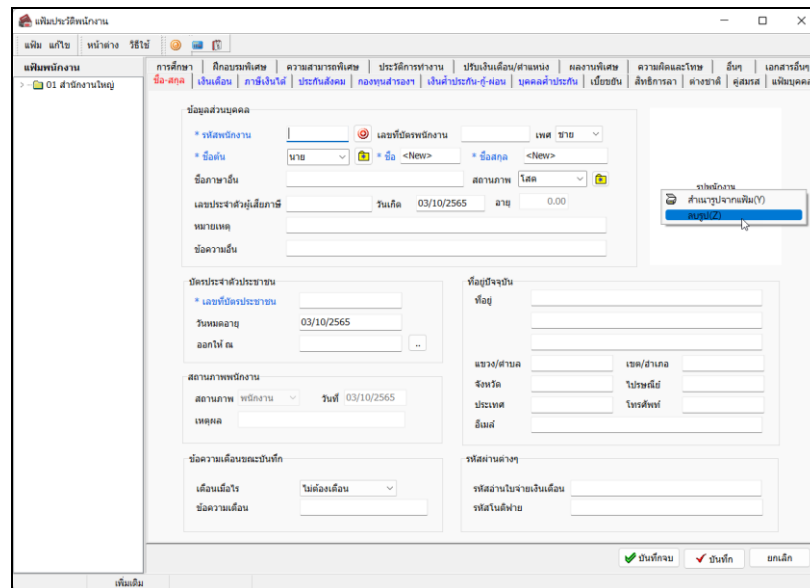 แฟ้มประวัติพนักงาน
แฟ้ม แก้ไข หน้าต่าง วิธีใช้
แฟ้มพนักงาน
01 สำนักงานใหญ่
การศึกษา ฝึกอบรมพิเศษ ความสามารถพิเศษ ประวัติการทำงาน ปรับเงินเดือน/ตำแหน่ง ผลงานพิเศษ ความผิดและโทษ อื่นๆ เอกสารอื่นๆ
ชื่อ-สกุล เงินเดือน ภาษีเงินได้ ประกันสังคม กองทุนสำรองฯ เงินค้ำประกัน-กู้-ผ่อน บุคคลค้ำประกัน เบี้ยขยัน สิทธิการลา ต่างชาติ คู่สมรส แฟ้มบุคคล
ข้อมูลส่วนบุคคล
* รหัสพนักงาน เลขที่บัตรพนักงาน เพศ ชาย
* ชื่อต้น นาย * ชื่อ <New> * ชื่อสกุล <New>
ชื่อภาษาอื่น สถานภาพ โสด
เลขประจำตัวผู้เสียภาษี วันเกิด 03/10/2565 อายุ 0.00
หมายเหตุ
ข้อความอื่น
รูปพนักงาน
สำเนารูปจากแฟ้ม(Y)
ลบรูป(Z)
บัตรประจำตัวประชาชน
* เลขที่บัตรประชาชน
วันหมดอายุ 03/10/2565
ออกให้ ณ ..
ที่อยู่ปัจจุบัน
ที่อยู่
แขวง/ตำบล เขต/อำเภอ
จังหวัด ไปรษณีย์
ประเทศ โทรศัพท์
อีเมล์
สถานภาพพนักงาน
สถานภาพ พนักงาน วันที่ 03/10/2565
เหตุผล
ข้อความเตือนขณะบันทึก
เตือนเมื่อไร ไม่ต้องเตือน
ข้อความเตือน
รหัสผ่านต่างๆ
รหัสอ่านใบจ่ายเงินเดือน
รหัสโนติฟาย
บันทึกจบ บันทึก ยกเลิก
เพิ่มเติม